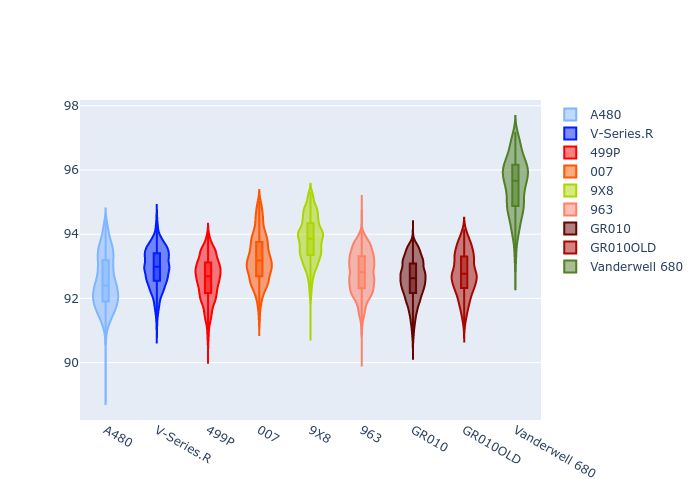 98
96
94
92
90
A480
V-Series.R
499P
007
9X8
963
GR010
GR010OLD
Vanderwell 680
A480
V-Series.R
499P
007
9X8
963
GR010
GR010OLD
Vanderwell 680